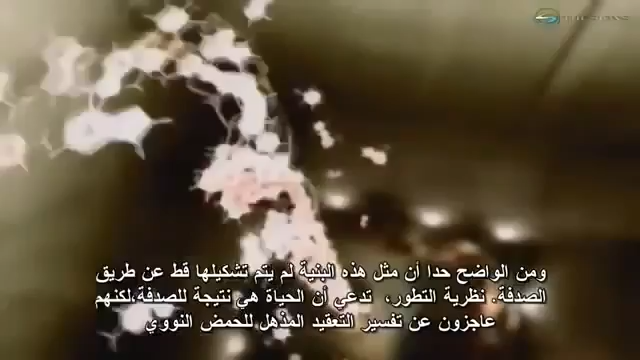 ومن الواضح حدا أن مثل هذه البنية لم يتم تشكيلها قط عن طريق
الصدفة. نظرية التطور، تدعي أن الحياة هي نتيجة للصدفة،لكنهم
عاجزون عن تفسير التعقيد المذهل للحمض النووي